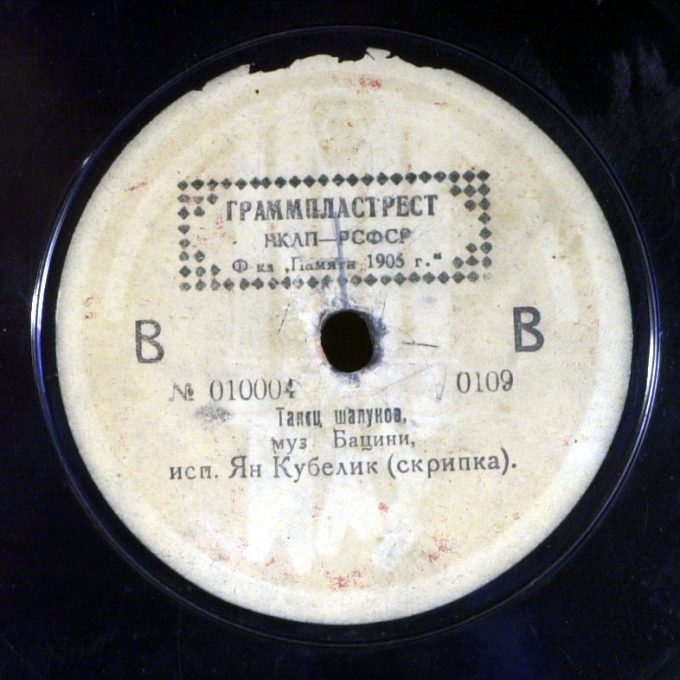 ГРАММПЛАСТРЕСТ
НКЛП—РСФСР
Ф-ка „Памяти 1905 г."
В В
№ 010004 0109
Танец шалунов,
муз Бацини,
исп. Ян Кубелик (скрипка).